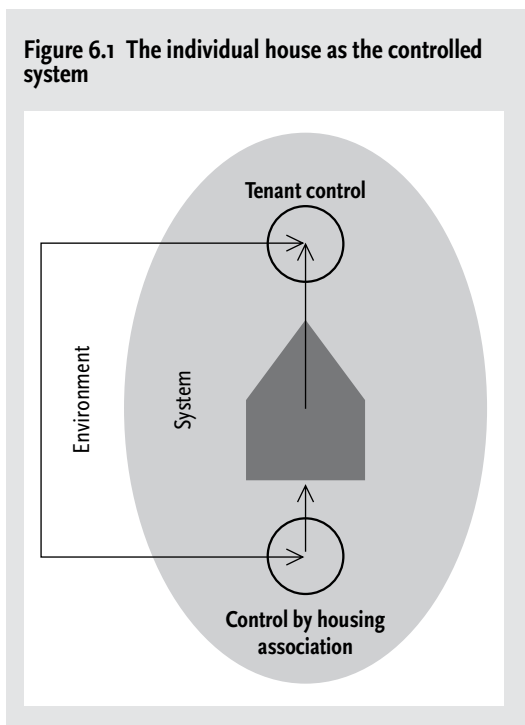 Figure 6.1 The individual house as the controlled
system
Tenant control
Environment
System
Control by housing
association